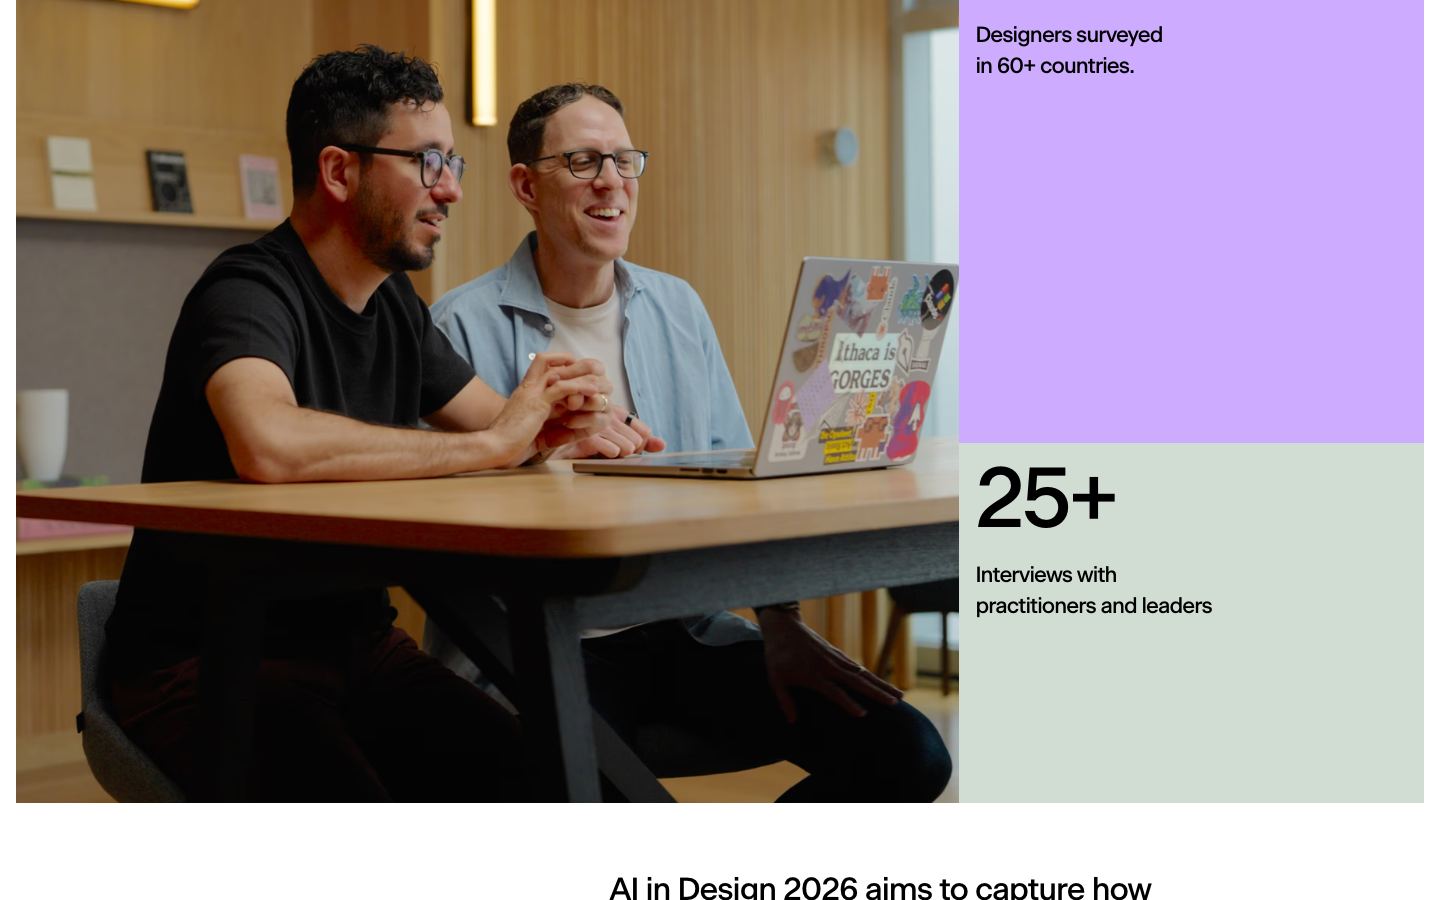 Designers surveyed
in 60+ countries.
Ithaca is
GORGES
25+
Interviews with
practitioners and leaders
AI in Design 2026 aims to capture how